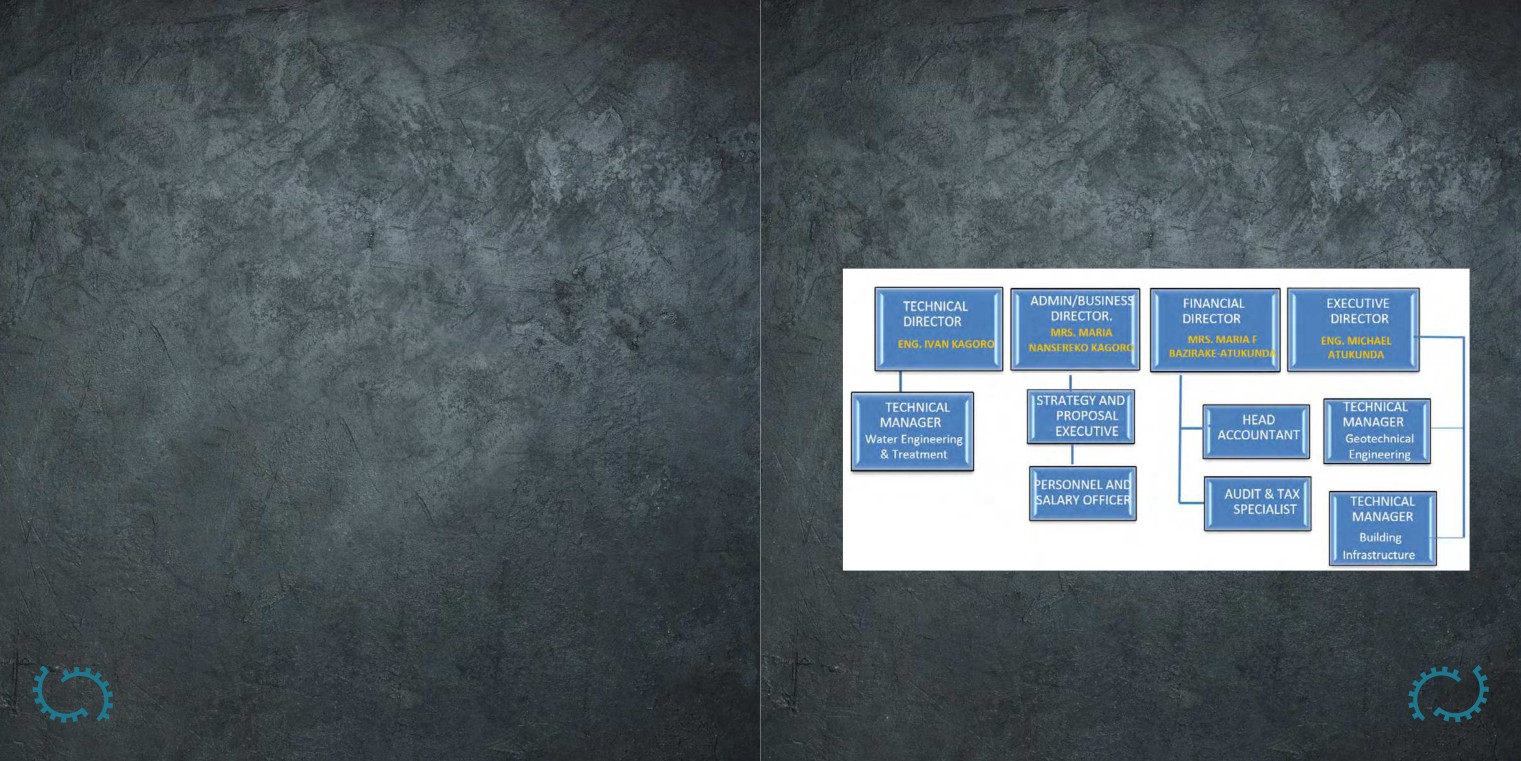 TECHNICAL
DIRECTOR
ENG. IVAN KAGORO
ADMIN/BUSINESS
DIRECTOR.
MRS. MARIA
NANSEREKO KAGORO
FINANCIAL
DIRECTOR
MRS. MARIA F
BAZIRAKE-ATUKUNDA
EXECUTIVE
DIRECTOR
ENG. MICHAEL
ATUKUNDA
TECHNICAL
MANAGER
Water Engineering
& Treatment
STRATEGY AND
PROPOSAL
EXECUTIVE
HEAD
ACCOUNTANT
TECHNICAL
MANAGER
Geotechnical
Engineering
PERSONNEL AND
SALARY OFFICER
AUDIT & TAX
SPECIALIST
TECHNICAL
MANAGER
Building
Infrastructure